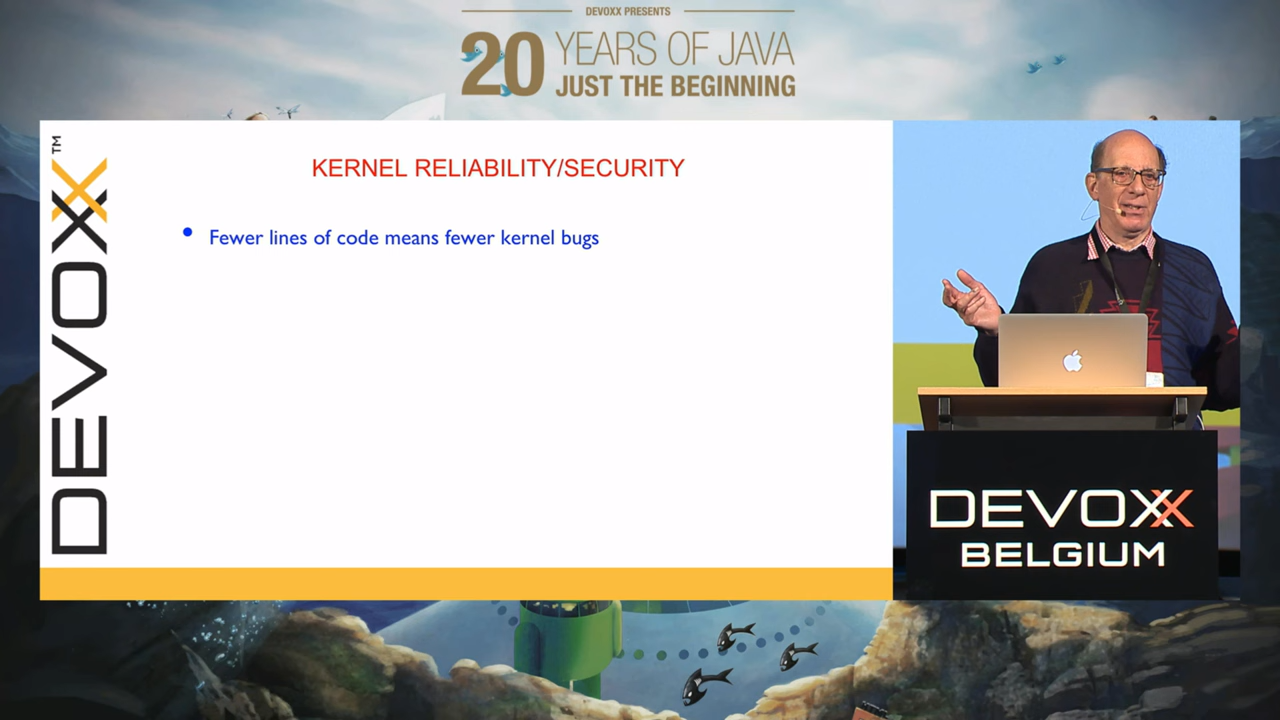 DEVOXX PRESENTS
20 YEARS OF JAVA
JUST THE BEGINNING
DEVOXX™
KERNEL RELIABILITY/SECURITY
• Fewer lines of code means fewer kernel bugs
DEVOXX
BELGIUM